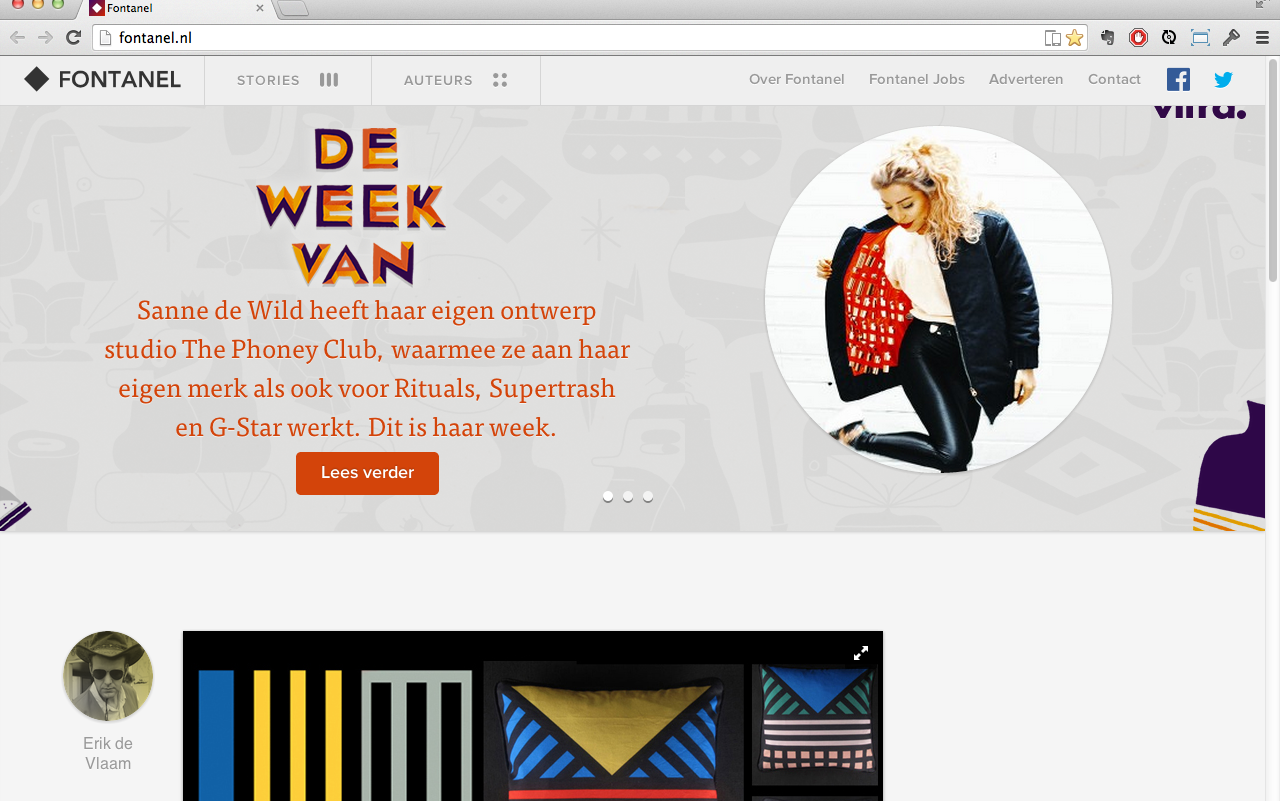 Fontanel
fontanel.nl
FONTANEL
STORIES
AUTEURS
Over Fontanel
Fontanel Jobs
Adverteren
Contact
DE
WEEK
VAN
Sanne de Wild heeft haar eigen ontwerp
studio The Phoney Club, waarmee ze aan haar
eigen merk als ook voor Rituals, Supertrash
en G-Star werkt. Dit is haar week.
Lees verder
Erik de
Vlaam